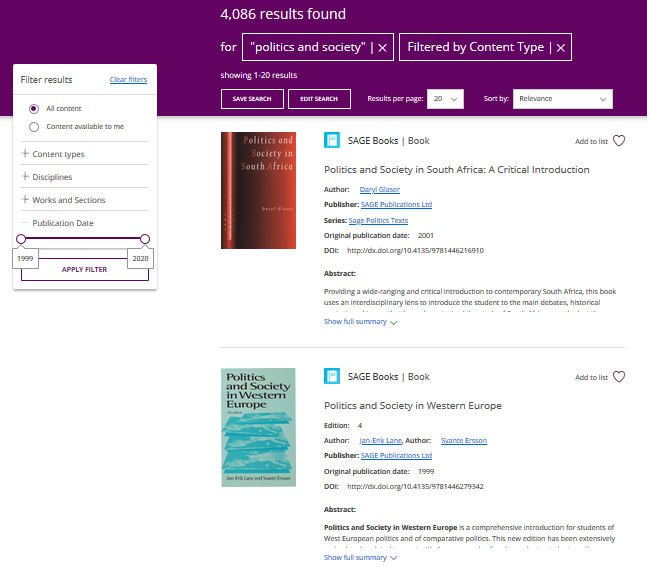 4,086 results found
for "politics and society" | × Filtered by Content Type | ×
showing 1-20 results
SAVE SEARCH EDIT SEARCH Results per page: 20 Sort by: Relevance
Filter results Clear filters
All content
Content available to me
Content types
Disciplines
Works and Sections
Publication Date
1999 2020
APPLY FILTER
Politics and
Society in
South Africa
Daryl Glaser
SAGE Books | Book Add to list
Politics and Society in South Africa: A Critical Introduction
Author: Daryl Glaser
Publisher: SAGE Publications Ltd
Series: Sage Politics Texts
Original publication date: 2001
DOI: http://dx.doi.org/10.4135/9781446216910
Abstract:
Providing a wide-ranging and critical introduction to contemporary South Africa, this book
uses an interdisciplinary lens to introduce the student to the main debates, historical
Show full summary
Politics
and Society
in Western
Europe
Jan-Erik Lane and Svante Ersson
SAGE Books | Book Add to list
Politics and Society in Western Europe
Edition: 4
Author: Jan-Erik Lane, Author: Svante Ersson
Publisher: SAGE Publications Ltd
Original publication date: 1999
DOI: http://dx.doi.org/10.4135/9781446279342
Abstract:
Politics and Society in Western Europe is a comprehensive introduction for students of
West European politics and of comparative politics. This new edition has been extensively
Show full summary